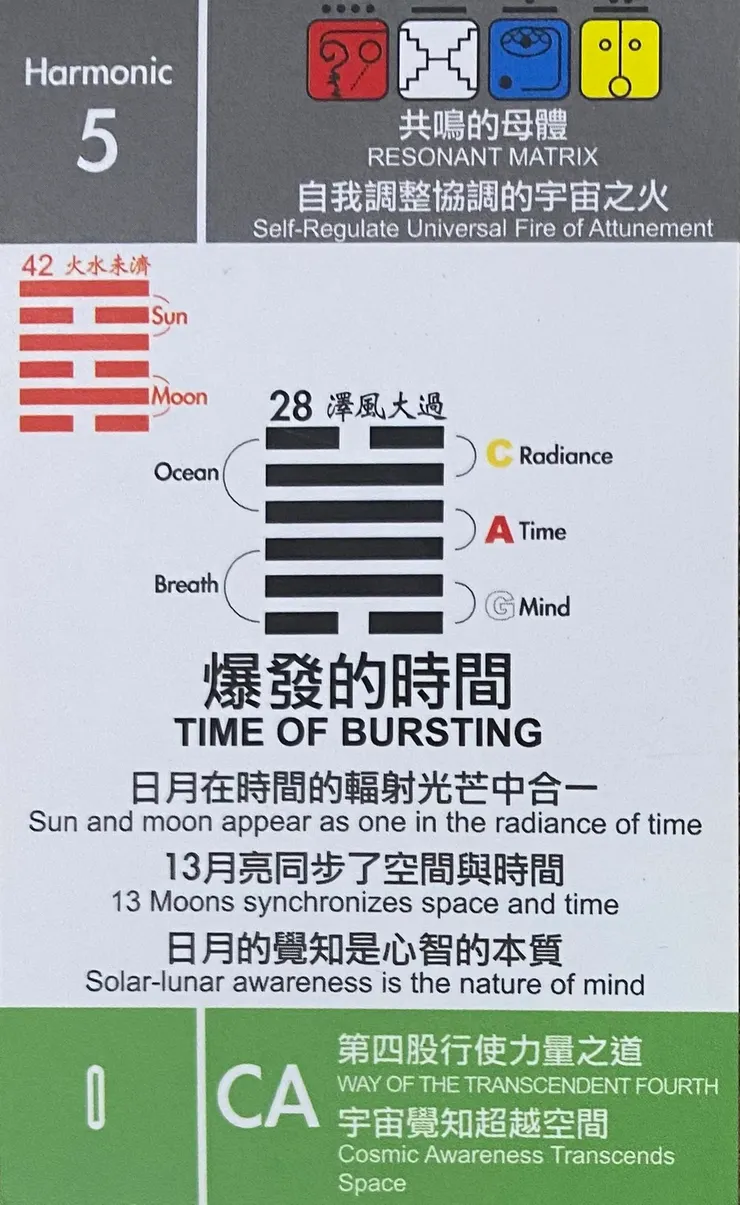 Harmonic
5
共鳴的母體
RESONANT MATRIX
自我調整協調的宇宙之火
Self-Regulate Universal Fire of Attunement
42 火水未濟
Sun
Moon
28 澤風大過
Ocean
Breath
C Radiance
A Time
G Mind
爆發的時間
TIME OF BURSTING
日月在時間的輻射光芒中合一
Sun and moon appear as one in the radiance of time
13月亮同步了空間與時間
13 Moons synchronizes space and time
日月的覺知是心智的本質
Solar-lunar awareness is the nature of mind
CA
第四股行使力量之道
WAY OF THE TRANSCENDENT FOURTH
宇宙覺知超越空間
Cosmic Awareness Transcends
Space